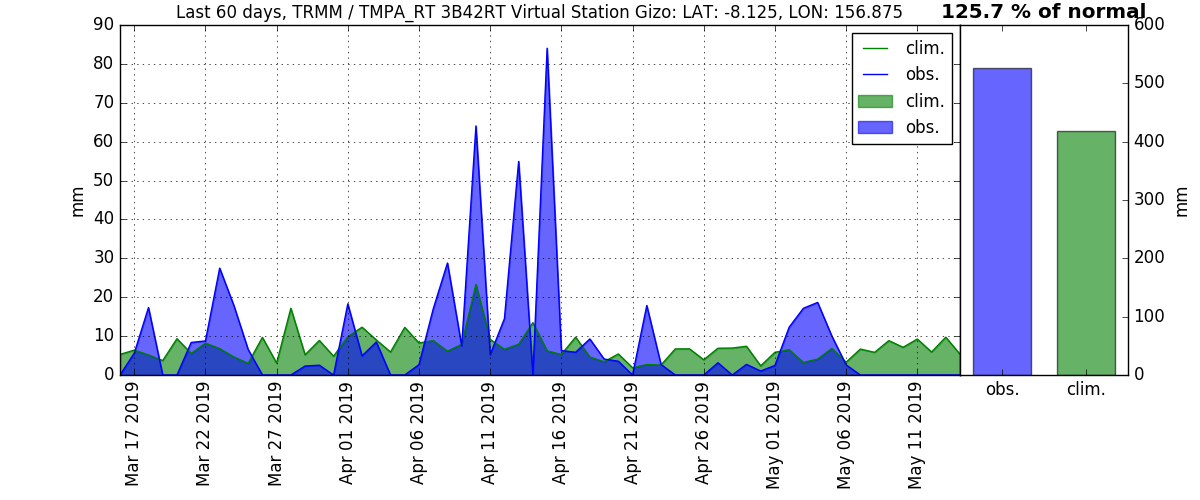 Last 60 days, TRMM / TMPA_RT 3B42RT Virtual Station Gizo: LAT: -8.125, LON: 156.875
125.7 % of normal
90
80
70
60
50
40
30
20
10
0
mm
clim.
obs.
clim.
obs.
Mar 17 2019
Mar 22 2019
Mar 27 2019
Apr 01 2019
Apr 06 2019
Apr 11 2019
Apr 16 2019
Apr 21 2019
Apr 26 2019
May 01 2019
May 06 2019
May 11 2019
600
500
400
300
200
100
0
mm
obs.
clim.